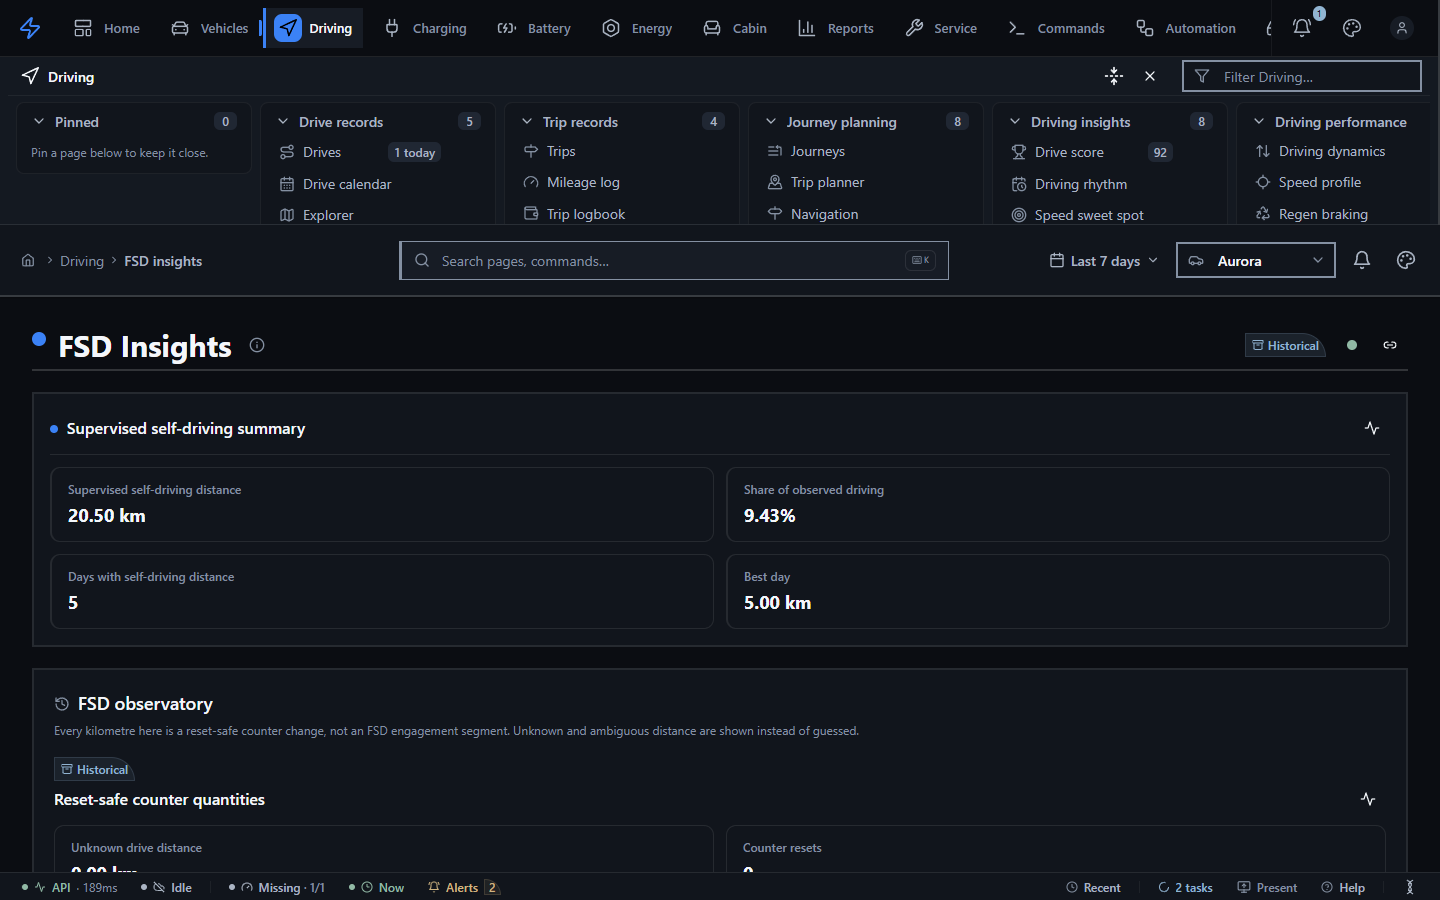 Home Vehicles Driving Charging Battery Energy Cabin Reports Service Commands Automation 1
Driving Filter Driving...
Pinned 0
Pin a page below to keep it close.
Drive records 5
Drives 1 today
Drive calendar
Explorer
Trip records 4
Trips
Mileage log
Trip logbook
Journey planning 8
Journeys
Trip planner
Navigation
Driving insights 8
Drive score 92
Driving rhythm
Speed sweet spot
Driving performance
Driving dynamics
Speed profile
Regen braking
Driving FSD insights Search pages, commands... K Last 7 days Aurora
FSD Insights Historical
Supervised self-driving summary
Supervised self-driving distance
20.50 km
Share of observed driving
9.43%
Days with self-driving distance
5
Best day
5.00 km
FSD observatory
Every kilometre here is a reset-safe counter change, not an FSD engagement segment. Unknown and ambiguous distance are shown instead of guessed.
Historical
Reset-safe counter quantities
Unknown drive distance
0.00 km
Counter resets
0
API · 189ms Idle Missing · 1/1 Now Alerts 2 Recent 2 tasks Present Help